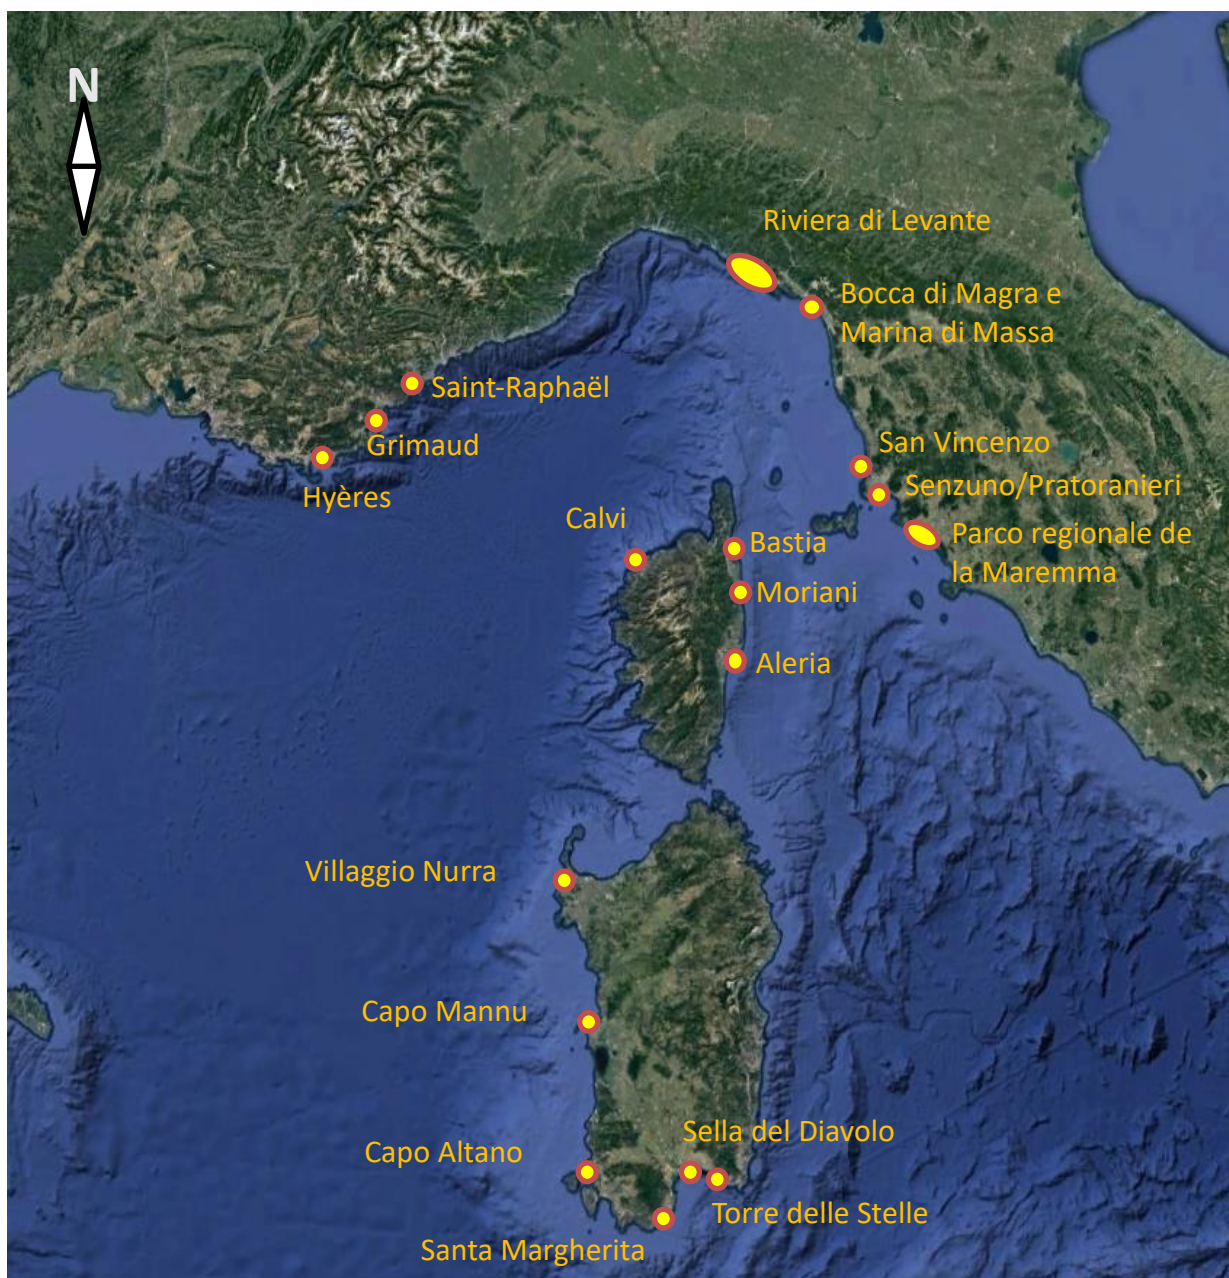 N
Riviera di Levante
Bocca di Magra e
Marina di Massa
Saint-Raphaël
Grimaud
Hyères
San Vincenzo
Senzuno/Pratoranieri
Parco regionale de
la Maremma
Calvi
Bastia
Moriani
Aleria
Villaggio Nurra
Capo Mannu
Capo Altano
Sella del Diavolo
Torre delle Stelle
Santa Margherita